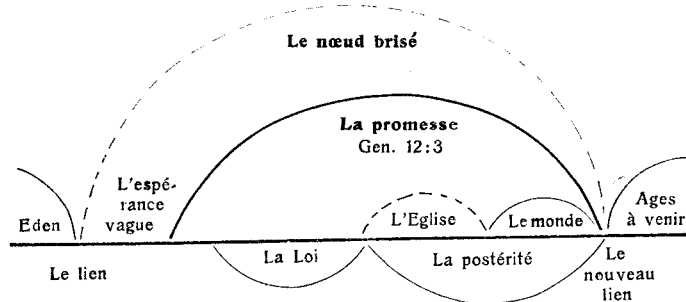 Le nœud brisé
La promesse
Gen. 12:3
L'espé-
rance
vague
Eden
L'Eglise
Le monde
Ages
à venir
Le lien
La Loi
La postérité
Le
nouveau
lien